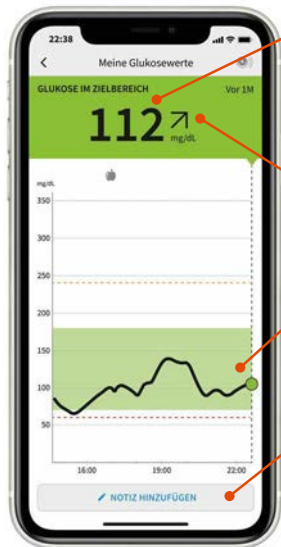 22:38
Meine Glukosewerte
GLUKOSE IM ZIELBEREICH Vor 1M
112
mg/dL
mg/dL
350
300
250
200
150
100
50
16:00 19:00 22:00
NOTIZ HINZUFÜGEN